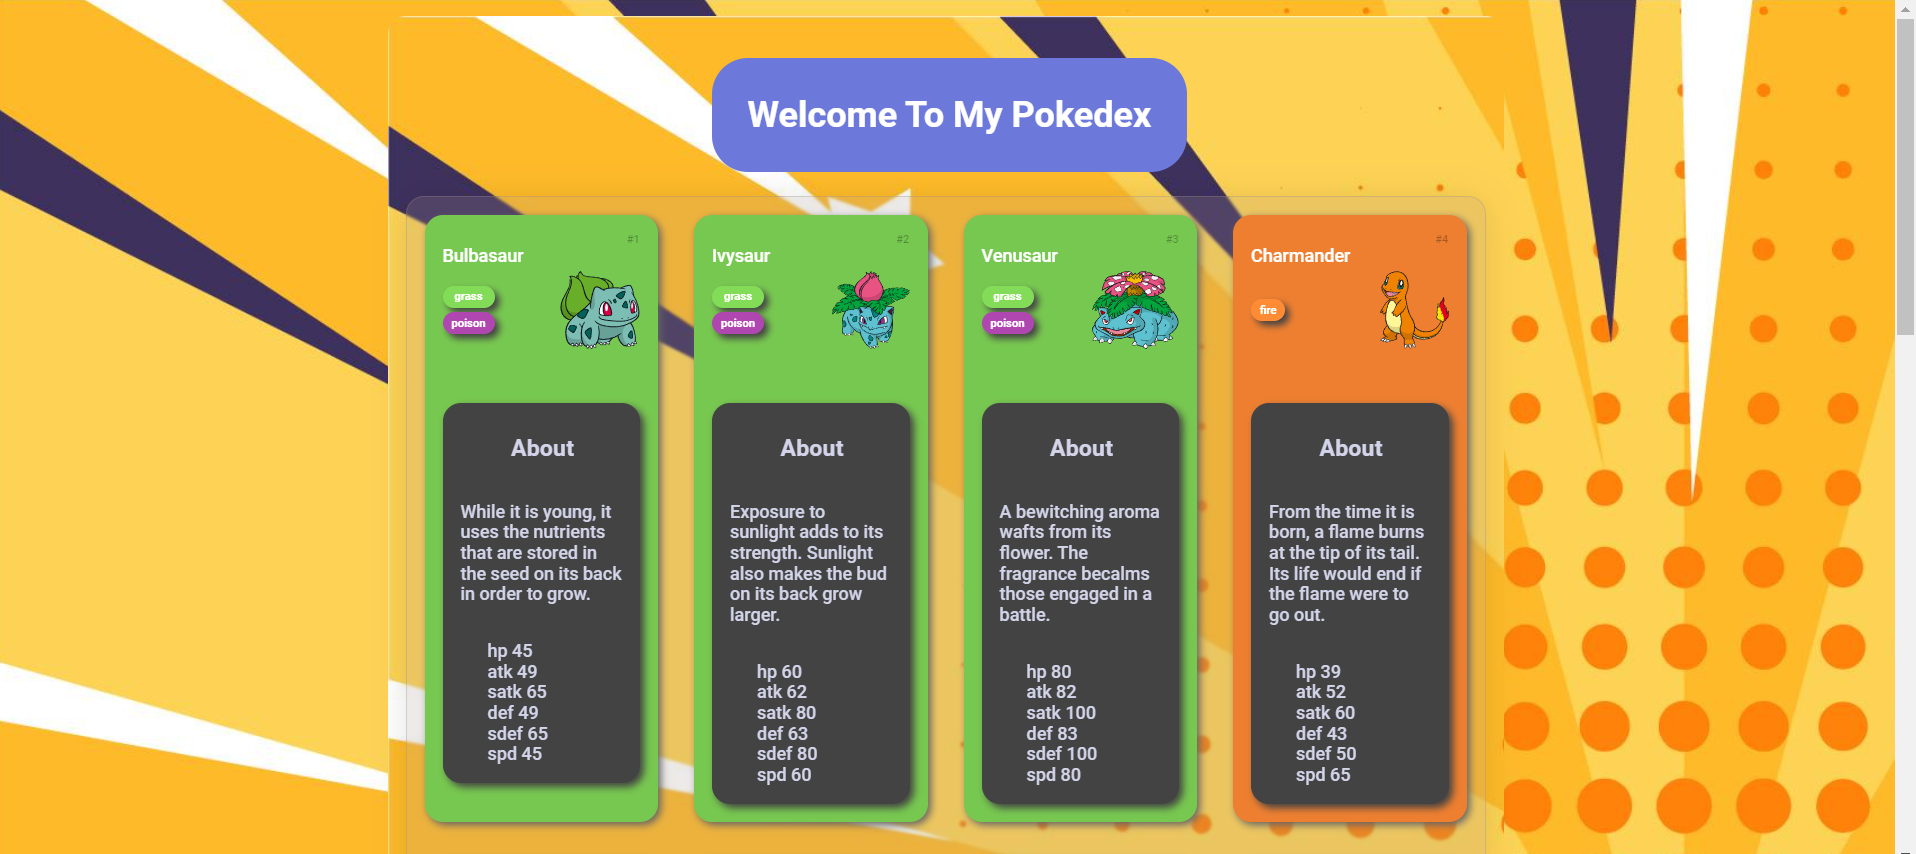 Welcome To My Pokedex
#1
Bulbasaur
grass
poison
About
While it is young, it
uses the nutrients
that are stored in
the seed on its back
in order to grow.
hp 45
atk 49
satk 65
def 49
sdef 65
spd 45
#2
Ivysaur
grass
poison
About
Exposure to
sunlight adds to its
strength. Sunlight
also makes the bud
on its back grow
larger.
hp 60
atk 62
satk 80
def 63
sdef 80
spd 60
#3
Venusaur
grass
poison
About
A bewitching aroma
wafts from its
flower. The
fragrance becalms
those engaged in a
battle.
hp 80
atk 82
satk 100
def 83
sdef 100
spd 80
#4
Charmander
fire
About
From the time it is
born, a flame burns
at the tip of its tail.
Its life would end if
the flame were to
go out.
hp 39
atk 52
satk 60
def 43
sdef 50
spd 65